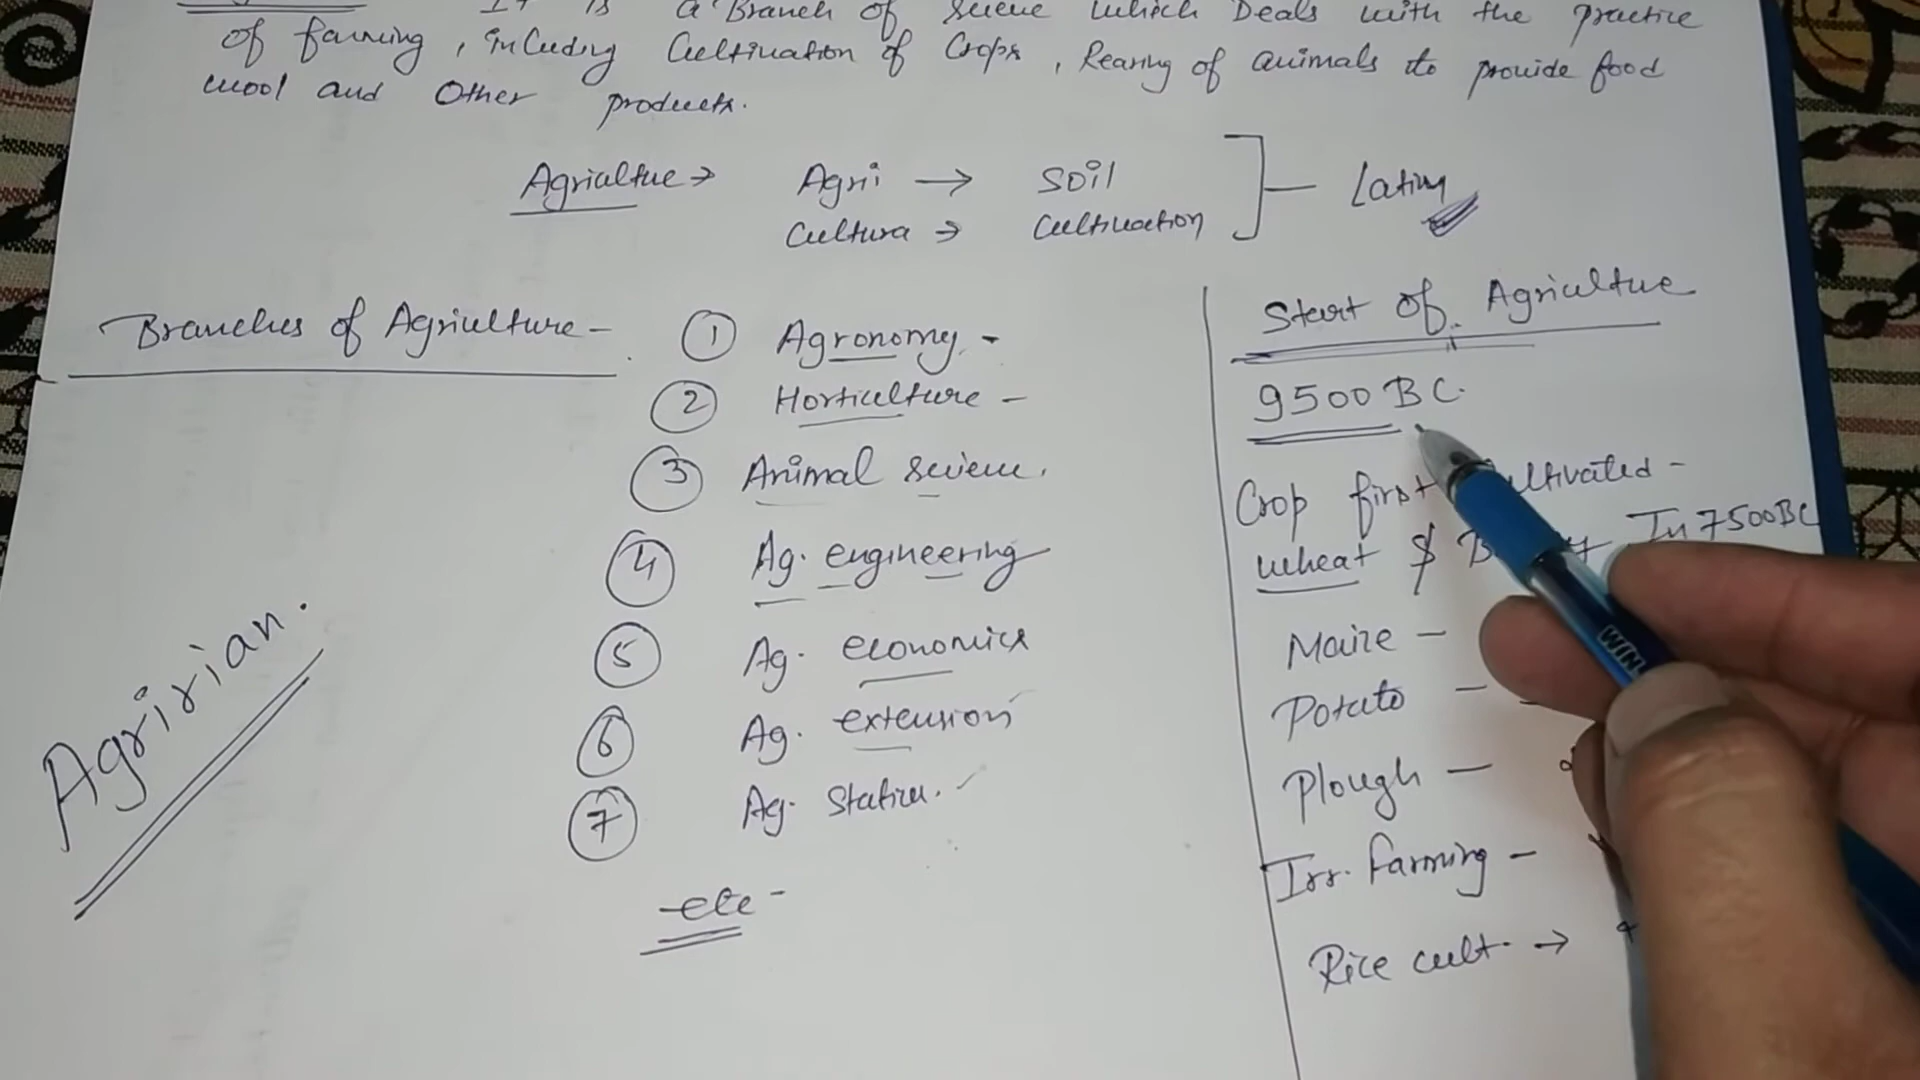 It is a Branch of Science which Deals with the practice
of farming, including Cultivation of Crops, Rearing of animals to provide food
wool and Other products.
Agriculture → Agri → Soil
Cultura → Cultivation
Latin
Branches of Agriculture -
① Agronomy -
② Horticulture -
③ Animal science.
④ Ag. engineering
⑤ Ag. economics
⑥ Ag. extension
⑦ Ag. Statics.
etc -
Agririan.
Start of Agriculture
9500 BC.
Crop first -
wheat & In 7500BC
Maize -
Potato -
Plough -
Irr. farming -
Rice cult. →
WIN